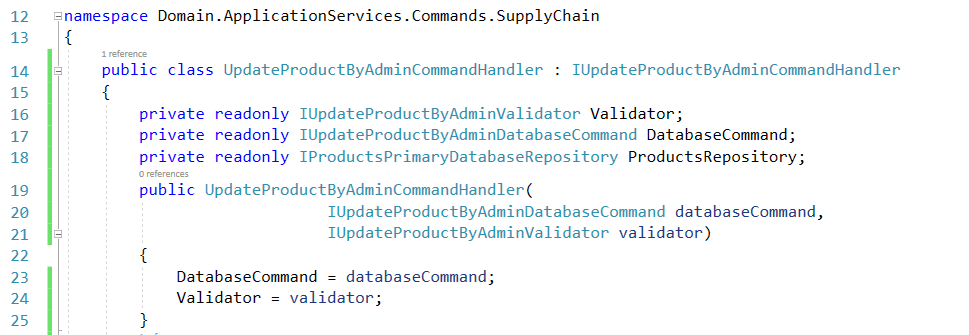 12 namespace Domain.ApplicationServices.Commands.SupplyChain
13 {
1 reference
14 public class UpdateProductByAdminCommandHandler : IUpdateProductByAdminCommandHandler
15 {
16 private readonly IUpdateProductByAdminValidator Validator;
17 private readonly IUpdateProductByAdminDatabaseCommand DatabaseCommand;
18 private readonly IProductsPrimaryDatabaseRepository ProductsRepository;
0 references
19 public UpdateProductByAdminCommandHandler(
20 IUpdateProductByAdminDatabaseCommand databaseCommand,
21 IUpdateProductByAdminValidator validator)
22 {
23 DatabaseCommand = databaseCommand;
24 Validator = validator;
25 }